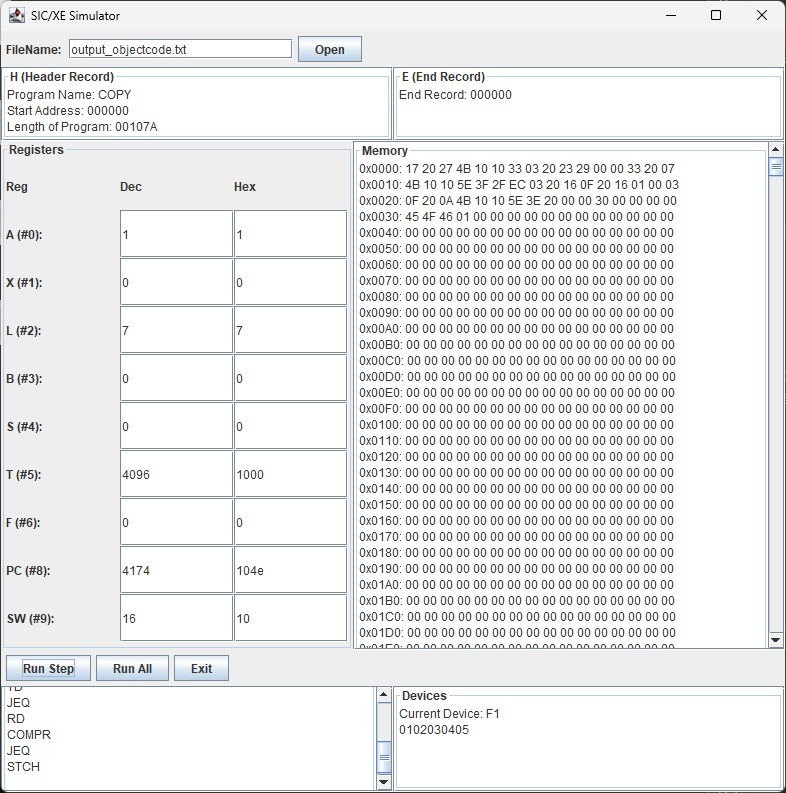 SIC/XE Simulator
FileName: output_objectcode.txt Open
H (Header Record)
Program Name: COPY
Start Address: 000000
Length of Program: 00107A
E (End Record)
End Record: 000000
Registers
Reg Dec Hex
A (#0): 1 1
X (#1): 0 0
L (#2): 7 7
B (#3): 0 0
S (#4): 0 0
T (#5): 4096 1000
F (#6): 0 0
PC (#8): 4174 104e
SW (#9): 16 10
Memory
0x0000: 17 20 27 4B 10 10 33 03 20 23 29 00 00 33 20 07
0x0010: 4B 10 10 5E 3F 2F EC 03 20 16 0F 20 16 01 00 03
0x0020: 0F 20 0A 4B 10 10 5E 3E 20 00 00 30 00 00 00 00
0x0030: 45 4F 46 01 00 00 00 00 00 00 00 00 00 00 00 00
0x0040: 00 00 00 00 00 00 00 00 00 00 00 00 00 00 00 00
0x0050: 00 00 00 00 00 00 00 00 00 00 00 00 00 00 00 00
0x0060: 00 00 00 00 00 00 00 00 00 00 00 00 00 00 00 00
0x0070: 00 00 00 00 00 00 00 00 00 00 00 00 00 00 00 00
0x0080: 00 00 00 00 00 00 00 00 00 00 00 00 00 00 00 00
0x0090: 00 00 00 00 00 00 00 00 00 00 00 00 00 00 00 00
0x00A0: 00 00 00 00 00 00 00 00 00 00 00 00 00 00 00 00
0x00B0: 00 00 00 00 00 00 00 00 00 00 00 00 00 00 00 00
0x00C0: 00 00 00 00 00 00 00 00 00 00 00 00 00 00 00 00
0x00D0: 00 00 00 00 00 00 00 00 00 00 00 00 00 00 00 00
0x00E0: 00 00 00 00 00 00 00 00 00 00 00 00 00 00 00 00
0x00F0: 00 00 00 00 00 00 00 00 00 00 00 00 00 00 00 00
0x0100: 00 00 00 00 00 00 00 00 00 00 00 00 00 00 00 00
0x0110: 00 00 00 00 00 00 00 00 00 00 00 00 00 00 00 00
0x0120: 00 00 00 00 00 00 00 00 00 00 00 00 00 00 00 00
0x0130: 00 00 00 00 00 00 00 00 00 00 00 00 00 00 00 00
0x0140: 00 00 00 00 00 00 00 00 00 00 00 00 00 00 00 00
0x0150: 00 00 00 00 00 00 00 00 00 00 00 00 00 00 00 00
0x0160: 00 00 00 00 00 00 00 00 00 00 00 00 00 00 00 00
0x0170: 00 00 00 00 00 00 00 00 00 00 00 00 00 00 00 00
0x0180: 00 00 00 00 00 00 00 00 00 00 00 00 00 00 00 00
0x0190: 00 00 00 00 00 00 00 00 00 00 00 00 00 00 00 00
0x01A0: 00 00 00 00 00 00 00 00 00 00 00 00 00 00 00 00
0x01B0: 00 00 00 00 00 00 00 00 00 00 00 00 00 00 00 00
0x01C0: 00 00 00 00 00 00 00 00 00 00 00 00 00 00 00 00
0x01D0: 00 00 00 00 00 00 00 00 00 00 00 00 00 00 00 00
0x01E0: 00 00 00 00 00 00 00 00 00 00 00 00 00 00 00 00
Run Step Run All Exit
TD
JEQ
RD
COMPR
JEQ
STCH
Devices
Current Device: F1
0102030405